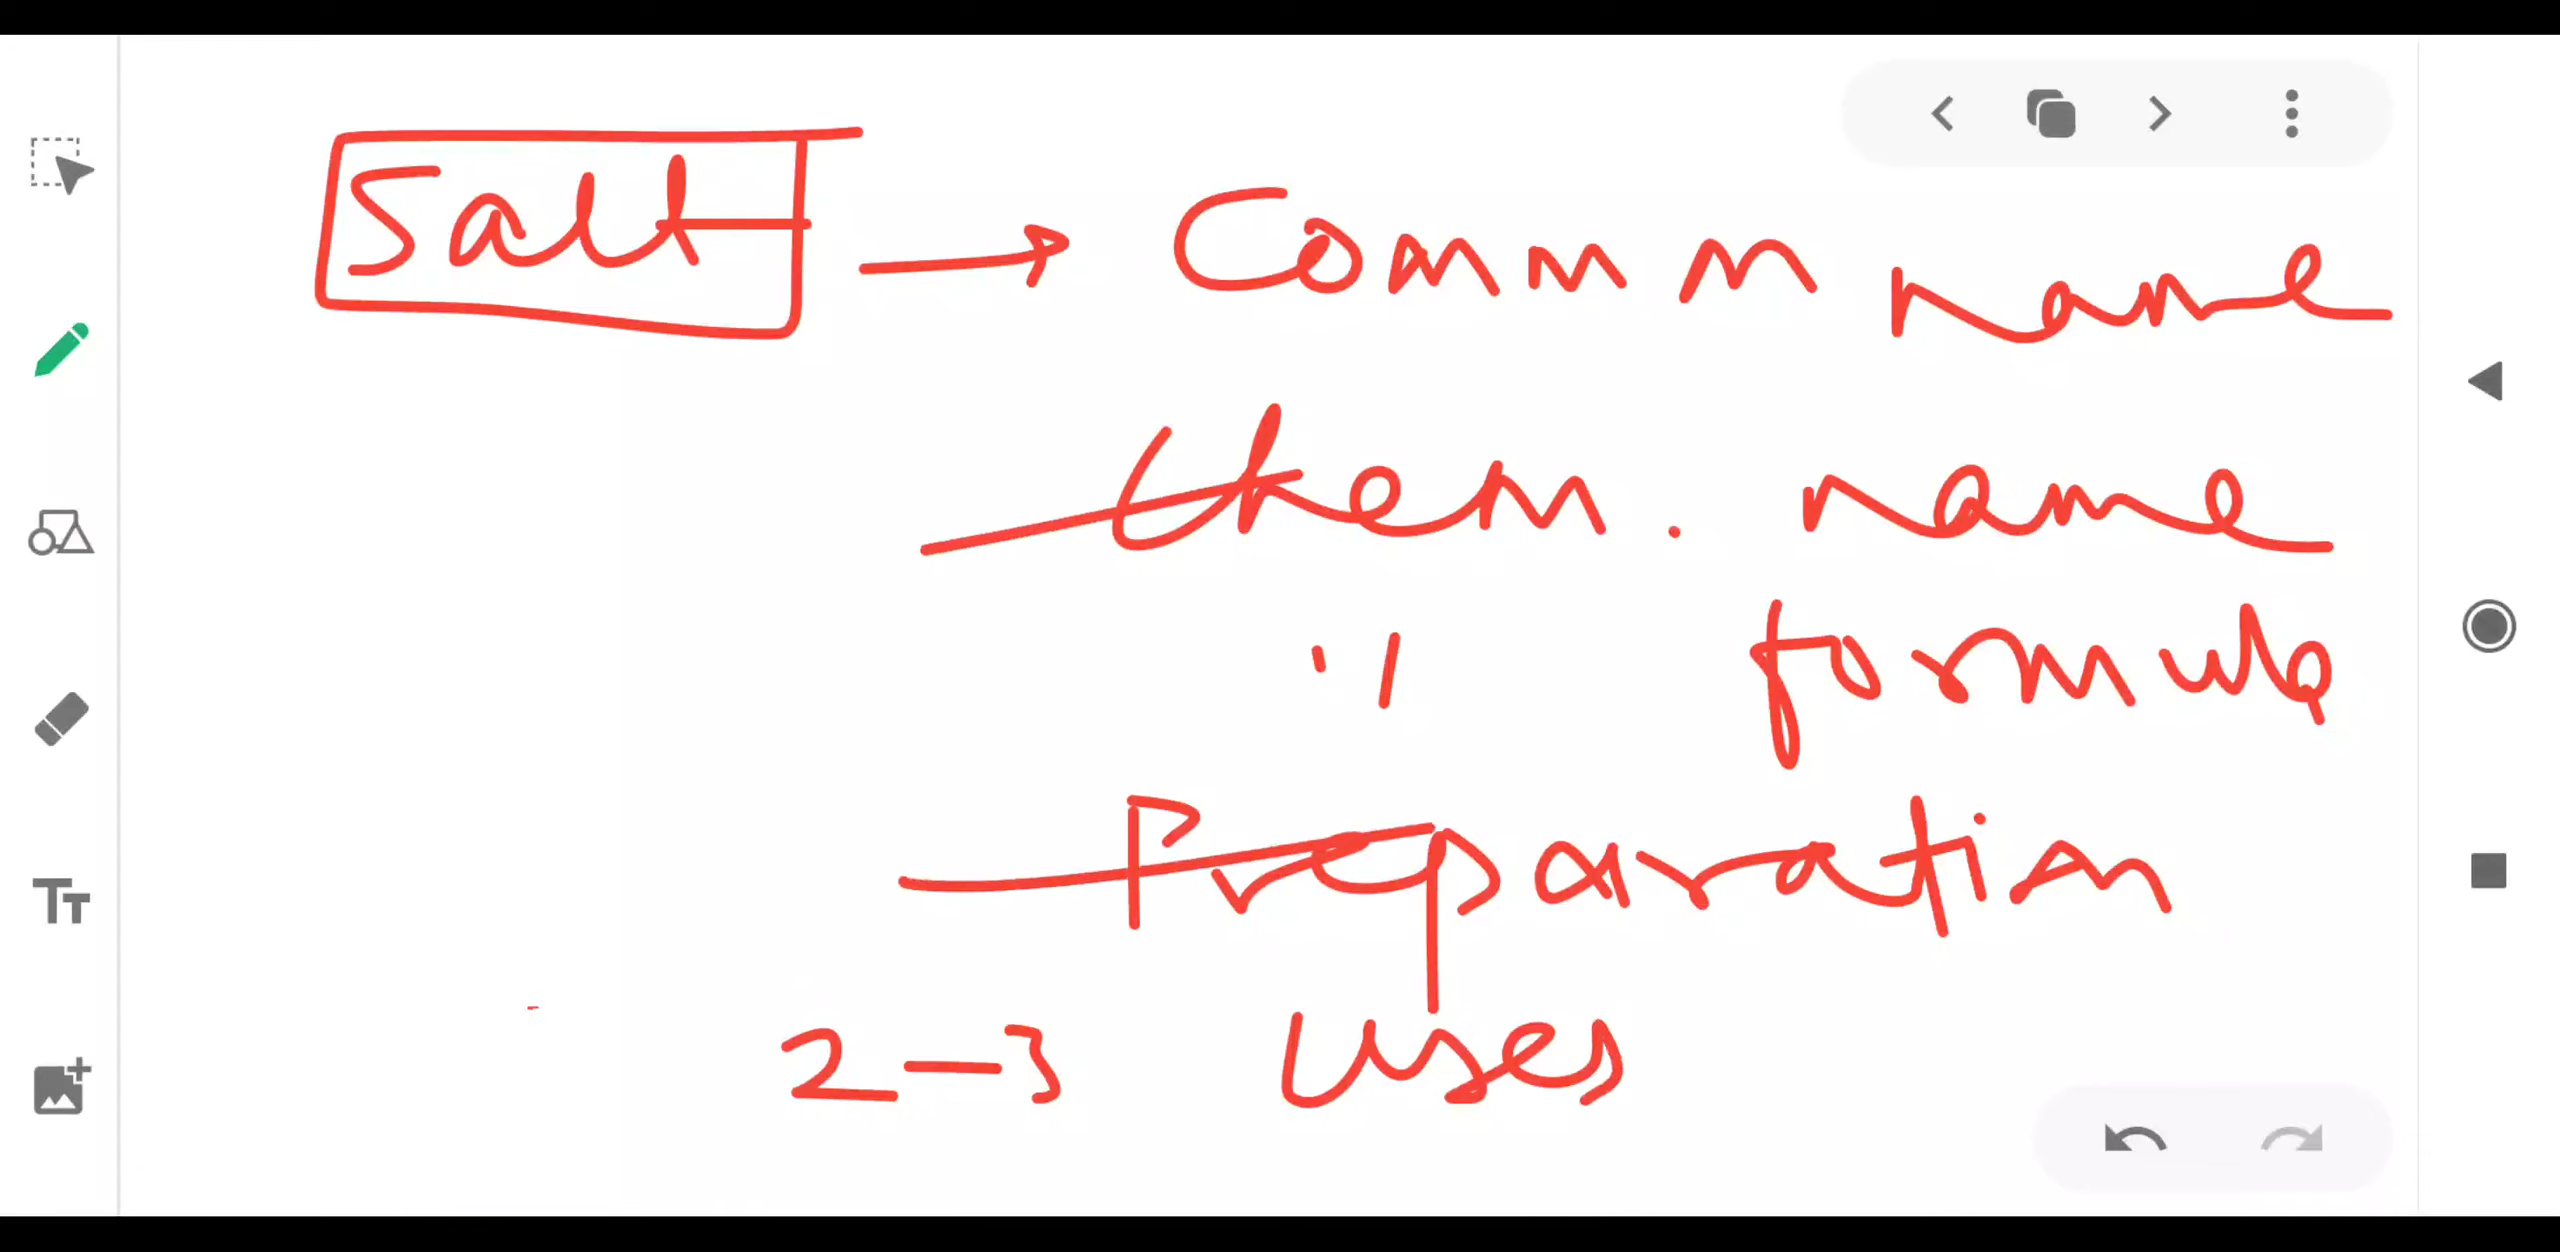 Salt → Common name
— Chem. name
" formula
— Preparation
2-3 uses